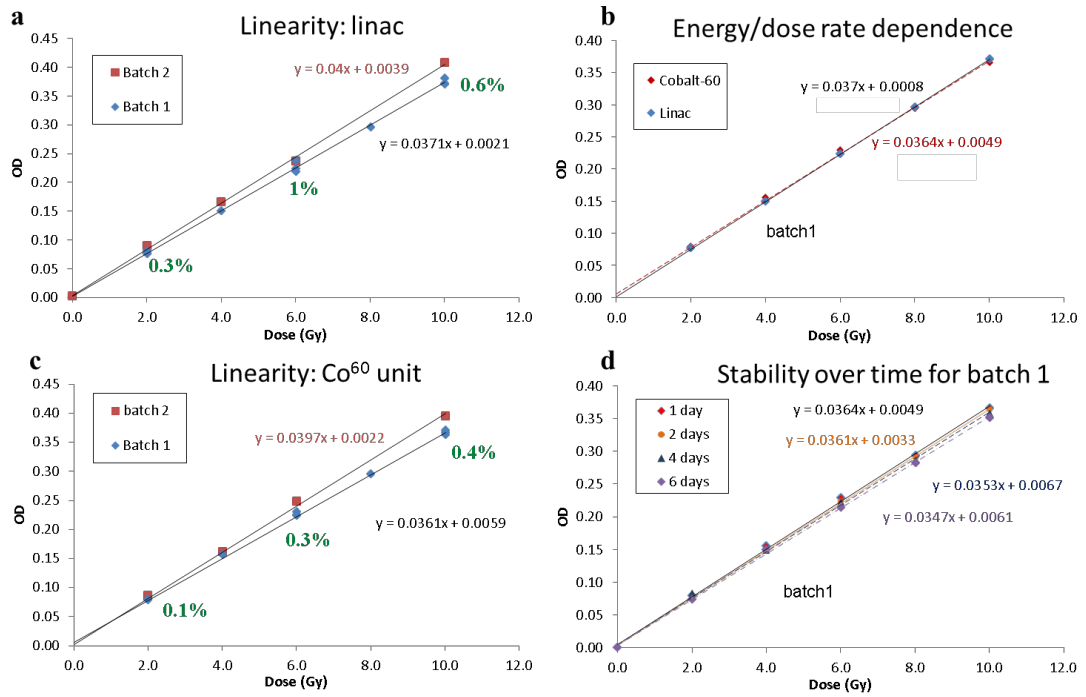 a
Linearity: linac
0.45
0.40
0.35
0.30
0.25
0.20
0.15
0.10
0.05
0.00
OD
Batch 2
Batch 1
y = 0.04x + 0.0039
0.6%
y = 0.0371x + 0.0021
1%
0.3%
0.0 2.0 4.0 6.0 8.0 10.0 12.0
Dose (Gy)
b
Energy/dose rate dependence
0.40
0.35
0.30
0.25
0.20
0.15
0.10
0.05
0.00
OD
Cobalt-60
Linac
y = 0.037x + 0.0008
y = 0.0364x + 0.0049
batch1
0.0 2.0 4.0 6.0 8.0 10.0 12.0
Dose (Gy)
c
Linearity: Co⁶⁰ unit
0.45
0.40
0.35
0.30
0.25
0.20
0.15
0.10
0.05
0.00
OD
batch 2
Batch 1
y = 0.0397x + 0.0022
0.4%
y = 0.0361x + 0.0059
0.3%
0.1%
0.0 2.0 4.0 6.0 8.0 10.0 12.0
Dose (Gy)
d
Stability over time for batch 1
0.40
0.35
0.30
0.25
0.20
0.15
0.10
0.05
0.00
OD
1 day
2 days
4 days
6 days
y = 0.0364x + 0.0049
y = 0.0361x + 0.0033
y = 0.0353x + 0.0067
y = 0.0347x + 0.0061
batch1
0.0 2.0 4.0 6.0 8.0 10.0 12.0
Dose (Gy)